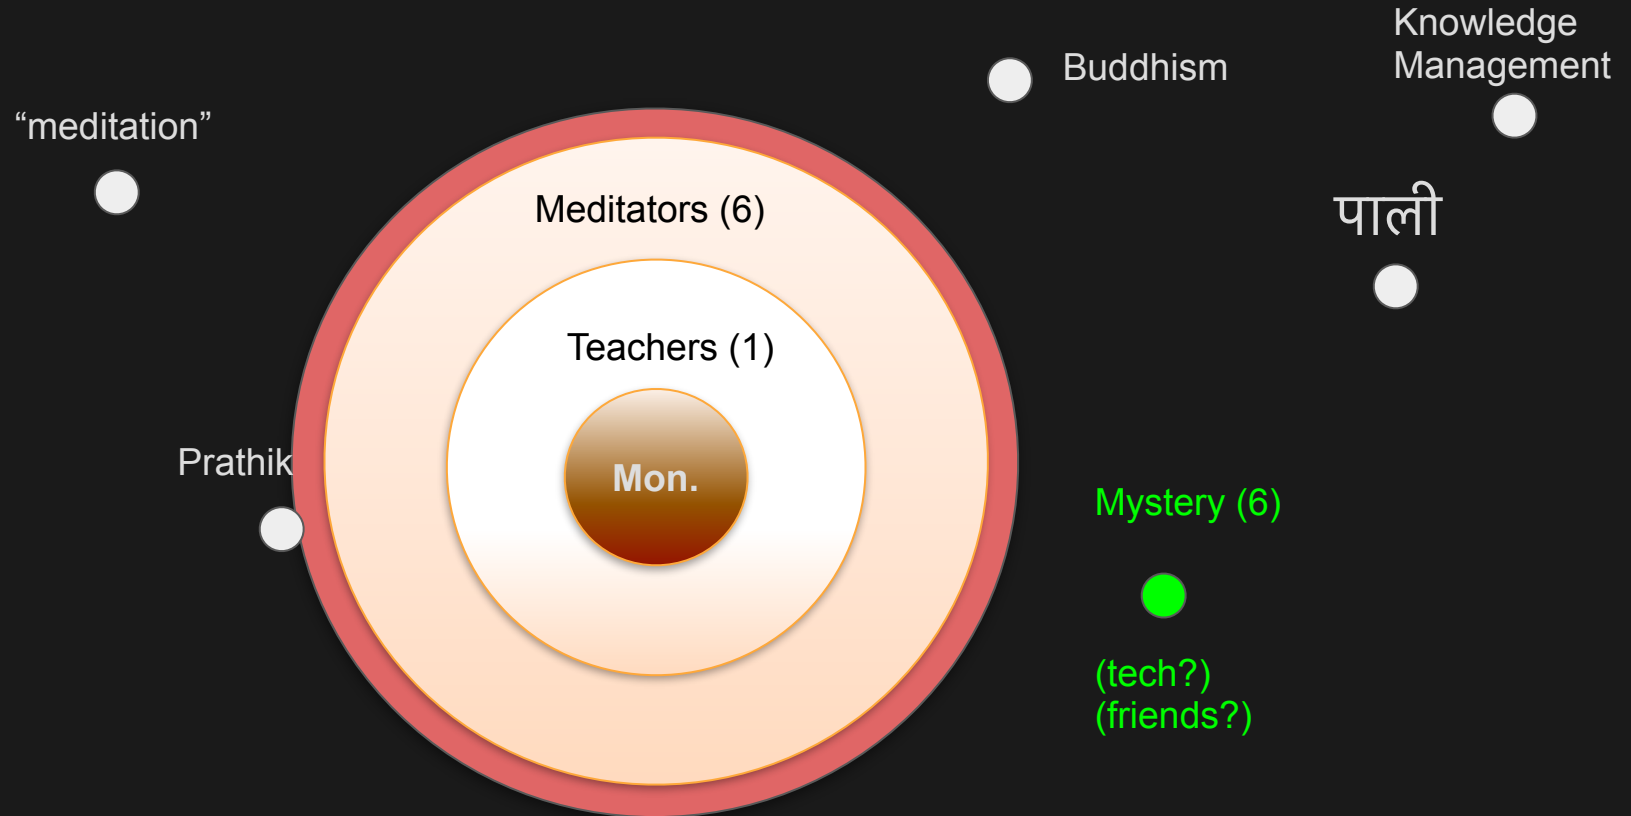 Knowledge
Management
Buddhism
“meditation”
Meditators (6)
पाली
Teachers (1)
Prathik
Mon.
Mystery (6)
(tech?)
(friends?)